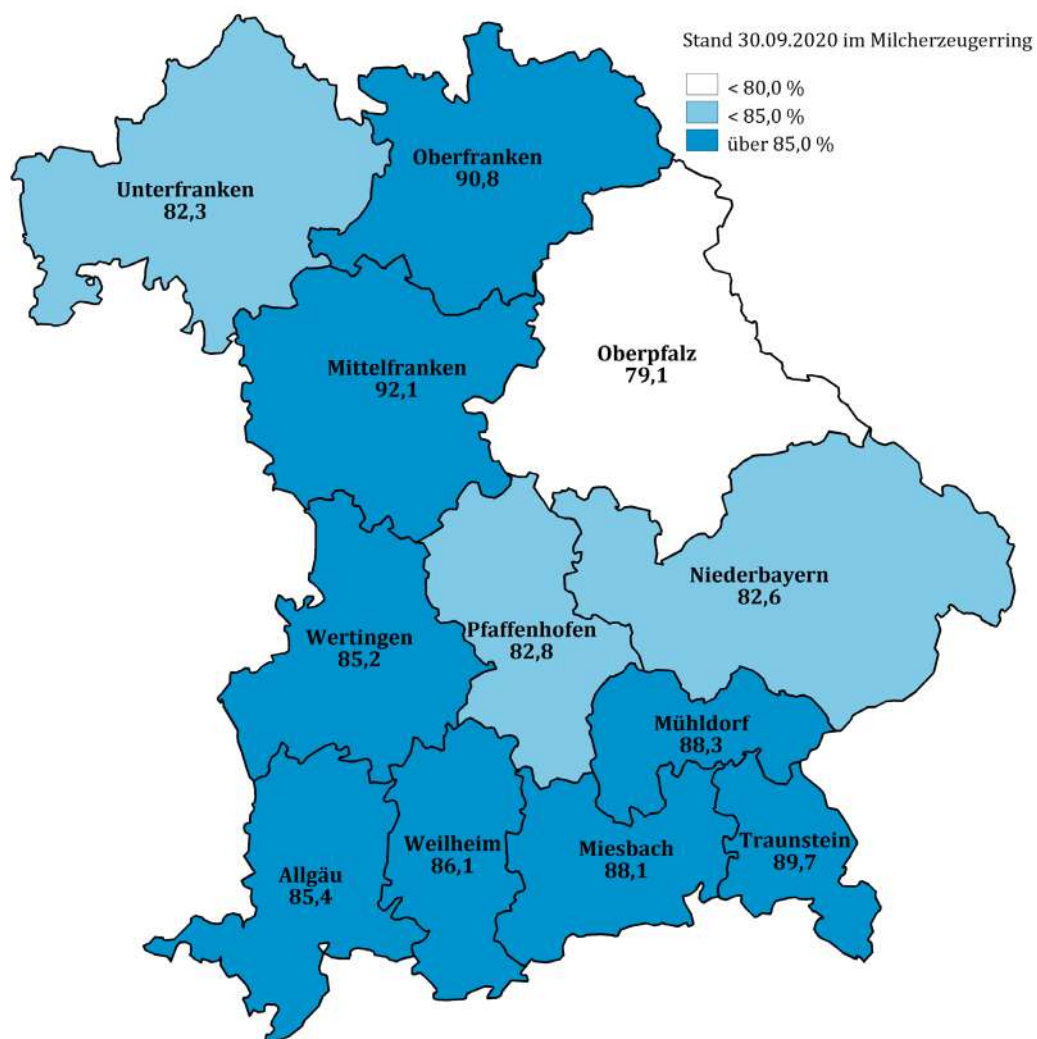 Stand 30.09.2020 im Milcherzeugerring
< 80,0 %
< 85,0 %
über 85,0 %
Oberfranken
90,8
Unterfranken
82,3
Oberpfalz
79,1
Mittelfranken
92,1
Niederbayern
82,6
Pfaffenhofen
82,8
Wertingen
85,2
Mühldorf
88,3
Traunstein
89,7
Weilheim
86,1
Miesbach
88,1
Allgäu
85,4